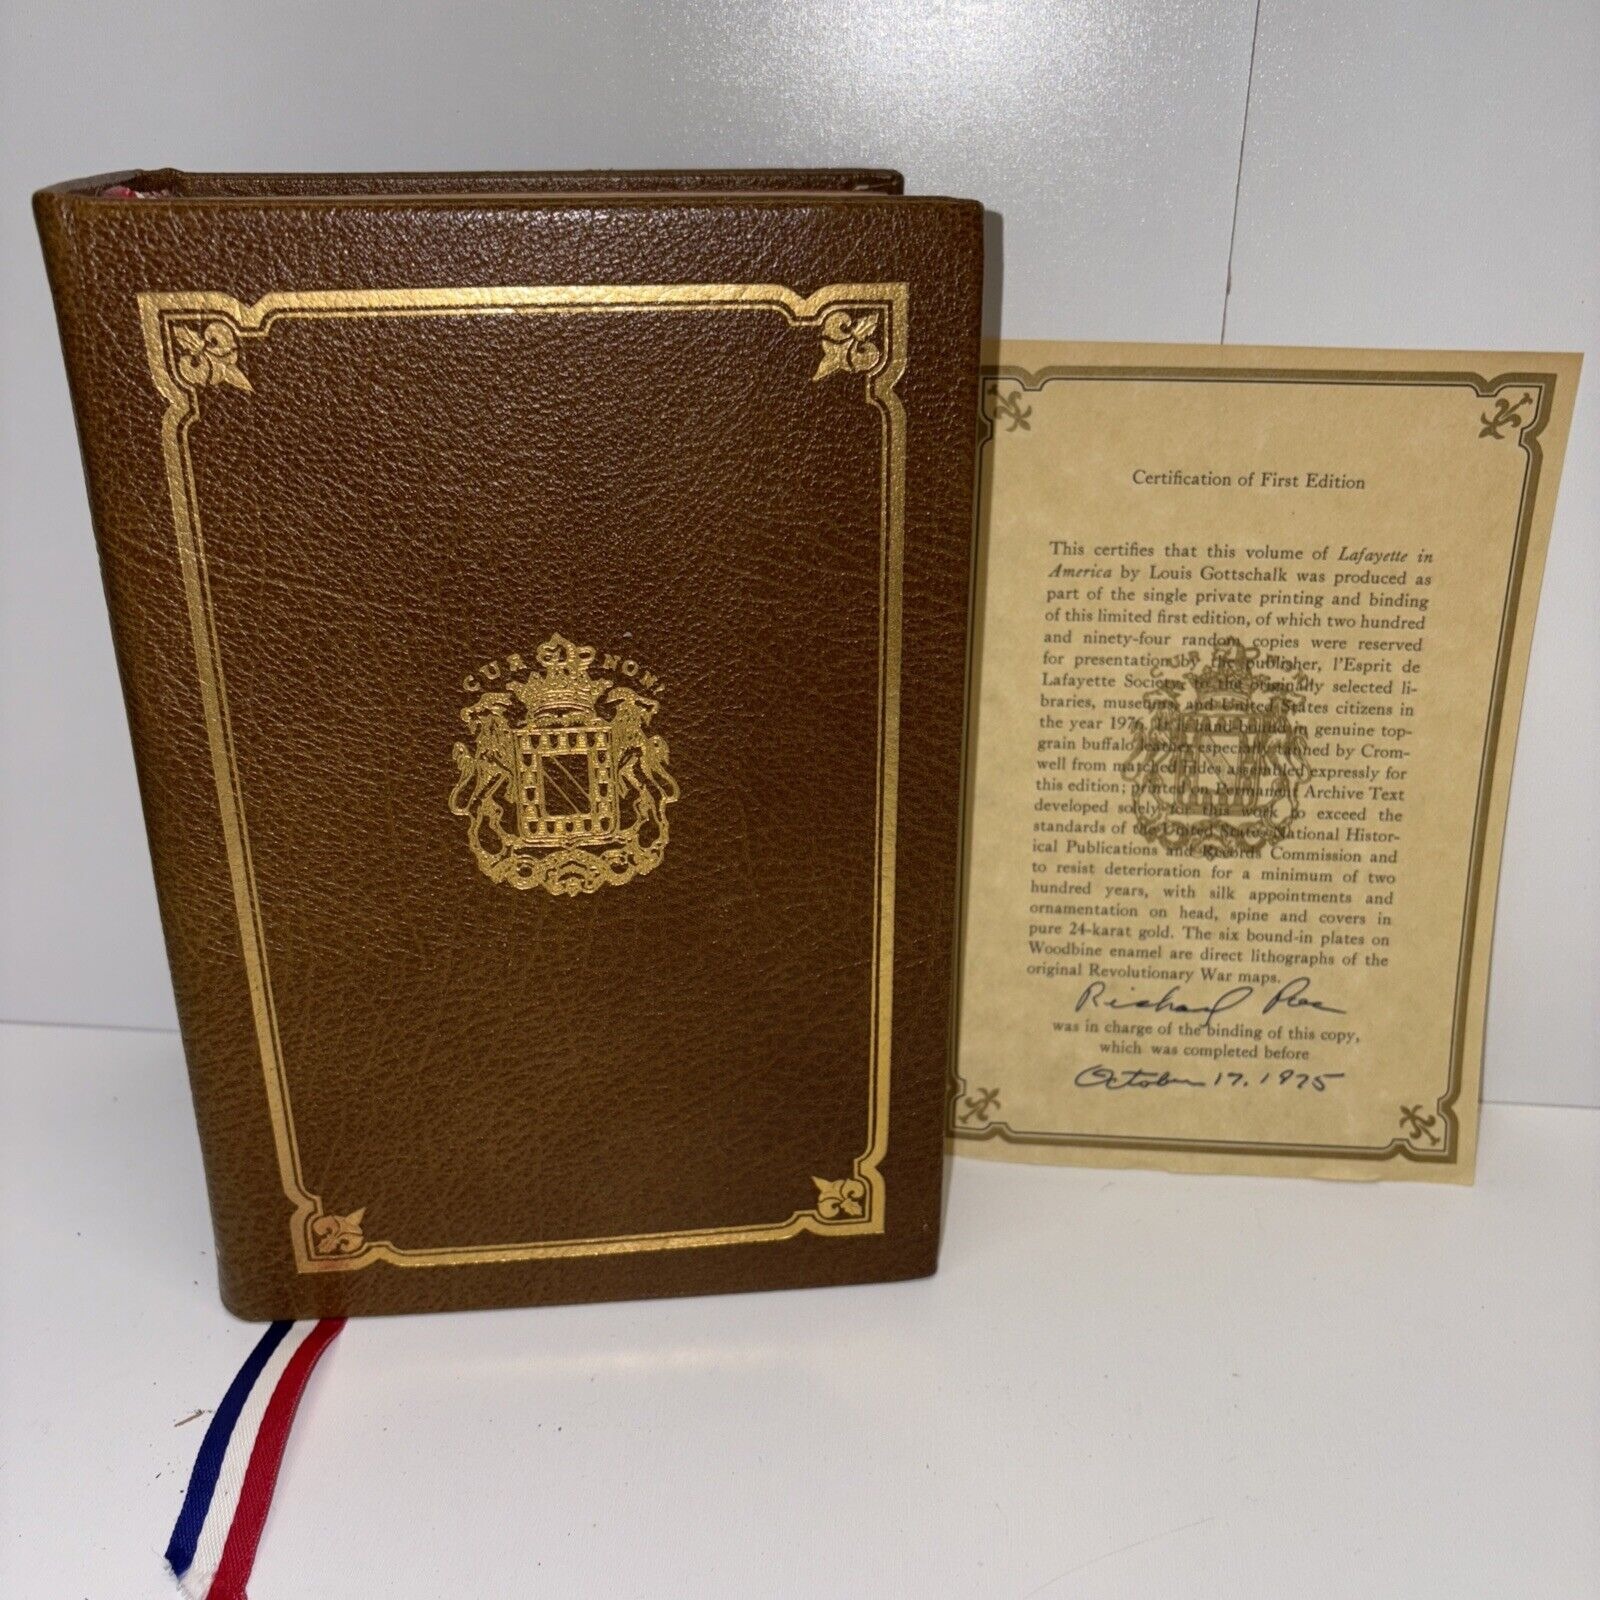 CUR NON?
Certification of First Edition
This certifies that this volume of Lafayette in
America by Louis Gottschalk was produced as
part of the single private printing and binding
of this limited first edition, of which two hundred
and ninety-four random copies were reserved
for presentation by the publisher, l'Esprit de
Lafayette Society, to the originally selected li-
braries, museums, and United States citizens in
the year 1976. It is hand-bound in genuine top-
grain buffalo leather especially tanned by Crom-
well from matched hides assembled expressly for
this edition; printed on Permanent Archive Text
developed solely for this work to exceed the
standards of the United States National Histor-
ical Publications and Records Commission and
to resist deterioration for a minimum of two
hundred years, with silk appointments and
ornamentation on head, spine and covers in
pure 24-karat gold. The six bound-in plates on
Woodbine enamel are direct lithographs of the
original Revolutionary War maps.
Richard
was in charge of the binding of this copy,
which was completed before
October 17, 1975